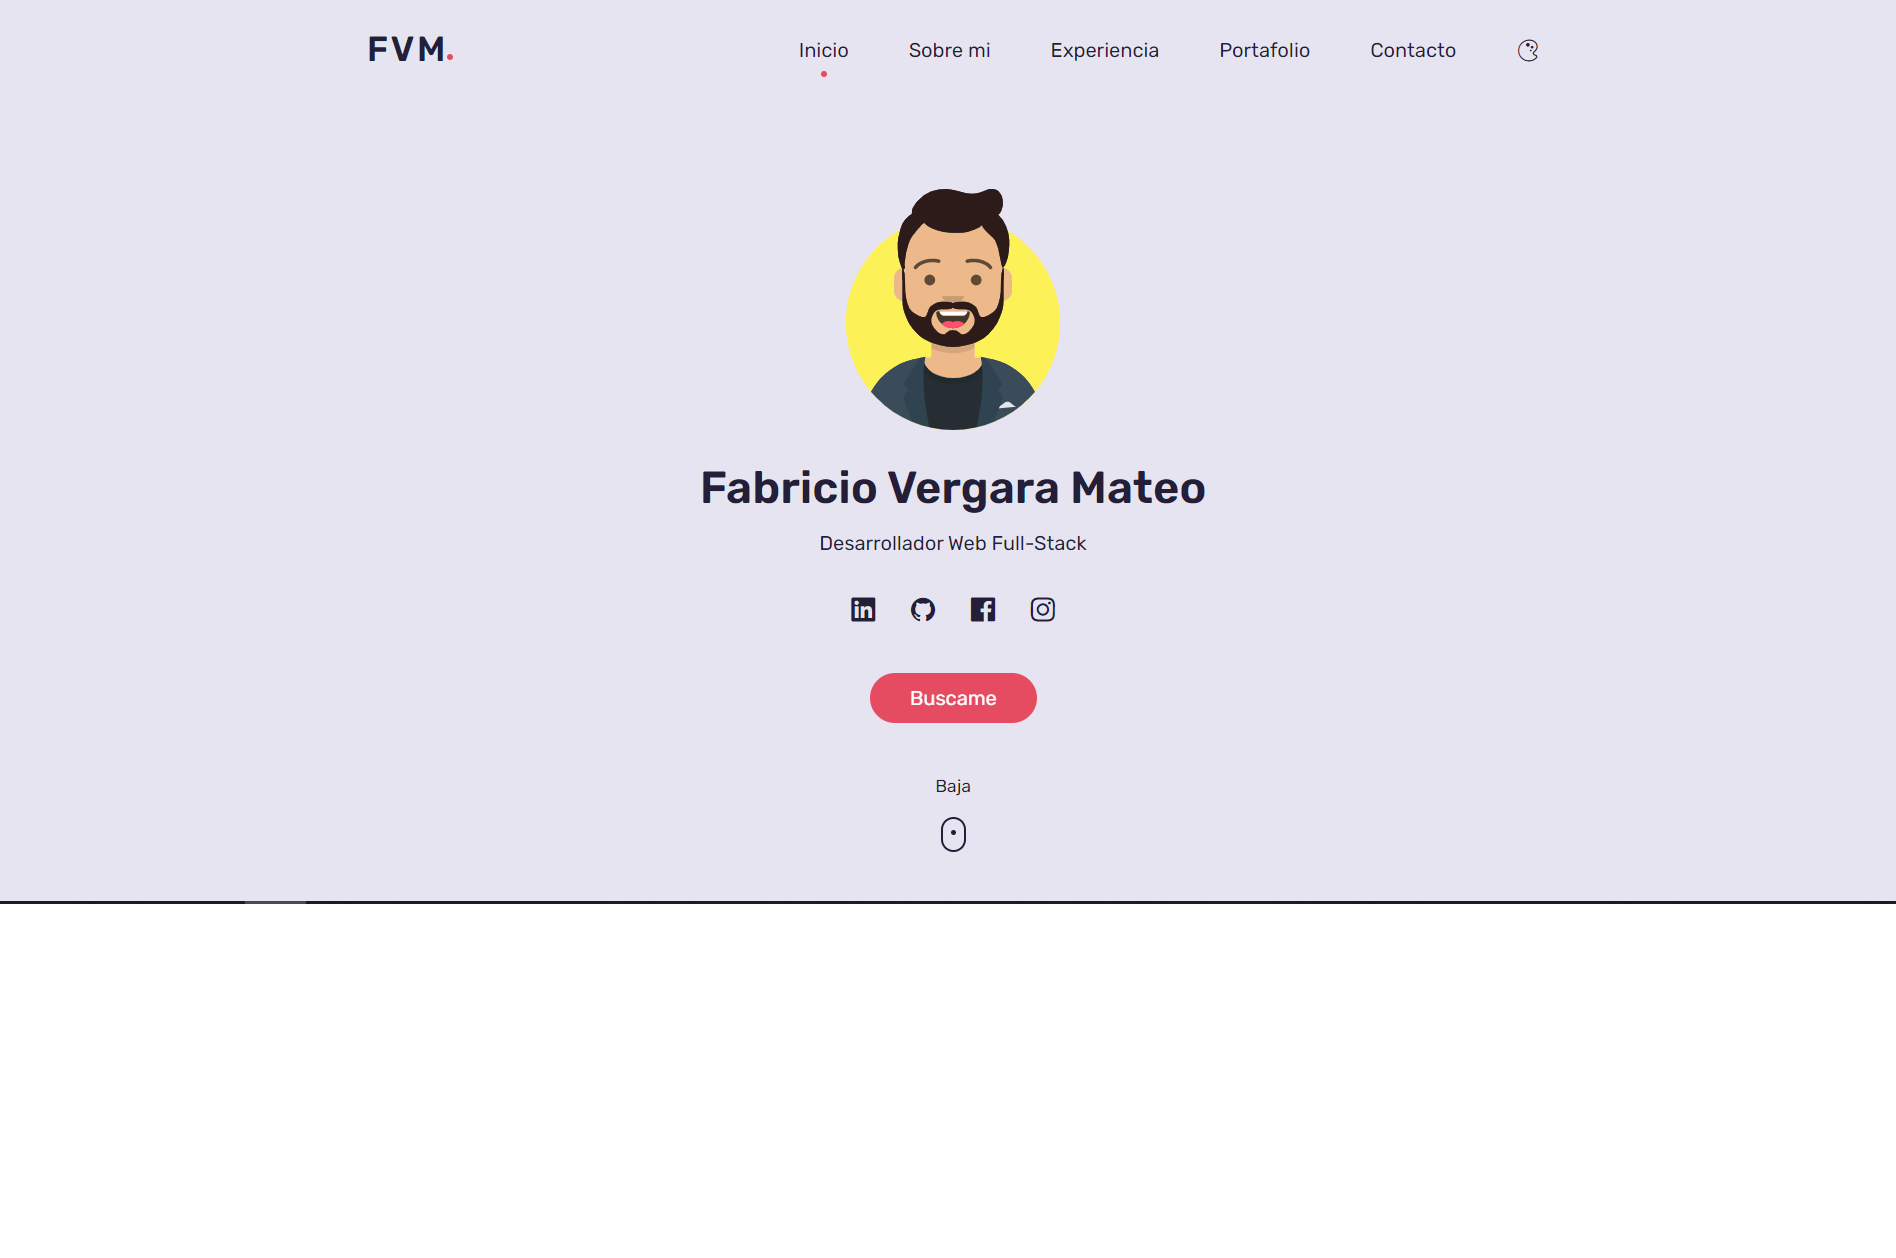 FVM.
Inicio Sobre mi Experiencia Portafolio Contacto
Fabricio Vergara Mateo
Desarrollador Web Full-Stack
Buscame
Baja